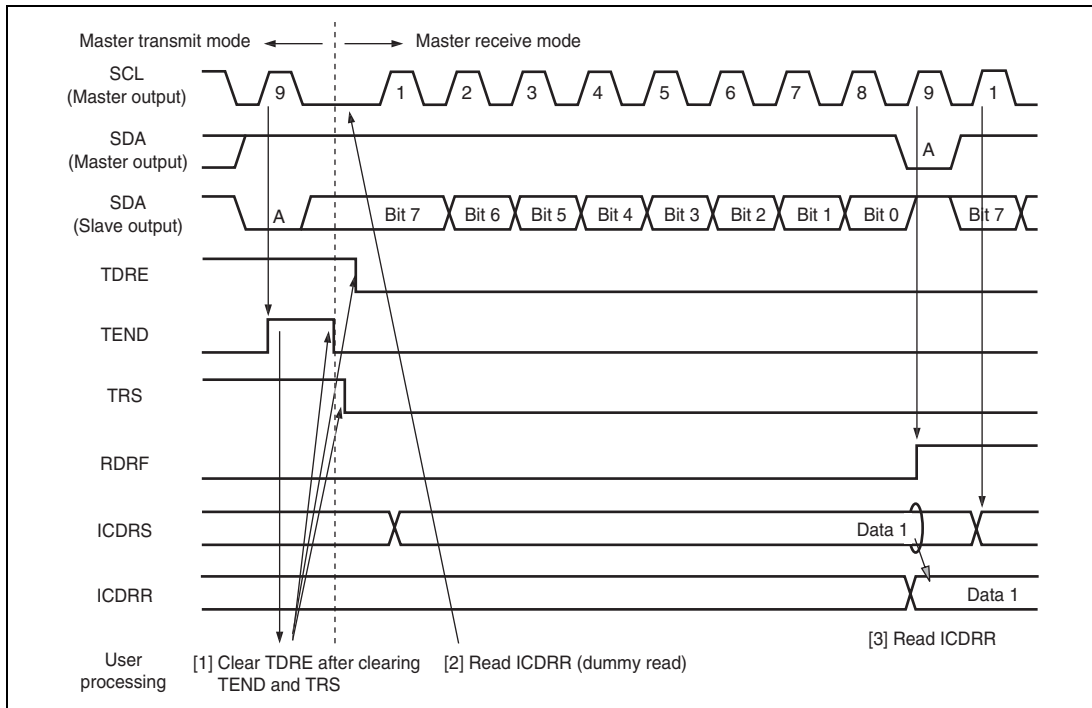 Master transmit mode
Master receive mode
SCL
(Master output)
9 1 2 3 4 5 6 7 8 9 1
SDA
(Master output)
A
SDA
(Slave output)
A Bit 7 Bit 6 Bit 5 Bit 4 Bit 3 Bit 2 Bit 1 Bit 0 Bit 7
TDRE
TEND
TRS
RDRF
ICDRS
Data 1
ICDRR
Data 1
User
processing
[1] Clear TDRE after clearing
TEND and TRS
[2] Read ICDRR (dummy read)
[3] Read ICDRR